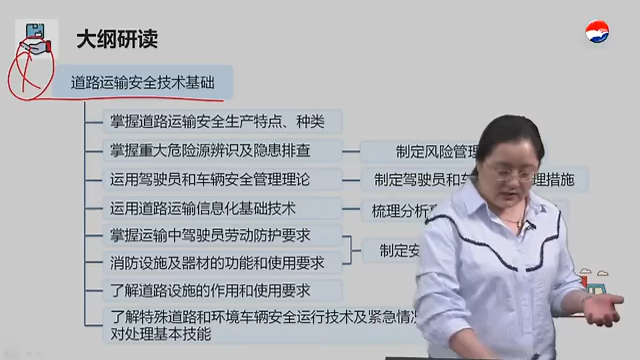 大纲研读
道路运输安全技术基础
掌握道路运输安全生产特点、种类
掌握重大危险源辨识及隐患排查
制定风险管
运用驾驶员和车辆安全管理理论
制定驾驶员和车
理措施
运用道路运输信息化基础技术
梳理分析
掌握运输中驾驶员劳动防护要求
制定安
消防设施及器材的功能和使用要求
了解道路设施的作用和使用要求
了解特殊道路和环境车辆安全运行技术及紧急情况
对处理基本技能